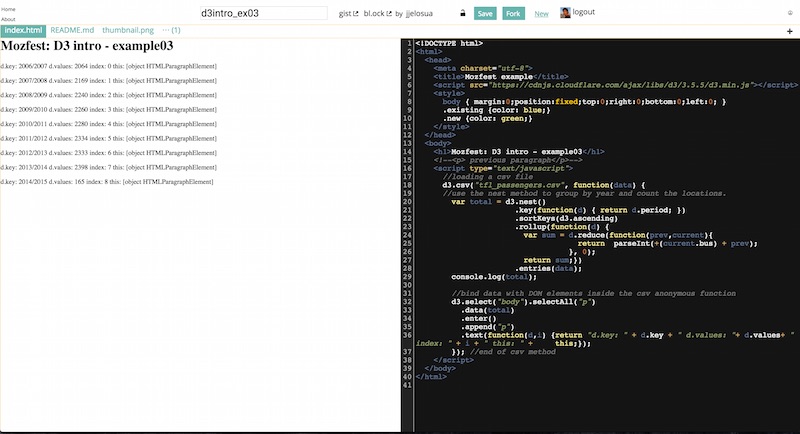 Home
About
d3intro_ex03
gist bl.ock by jjelosua
Save Fork New logout
index.html README.md thumbnail.png ··· (1) +
Mozfest: D3 intro - example03
d.key: 2006/2007 d.values: 2064 index: 0 this: [object HTMLParagraphElement]
d.key: 2007/2008 d.values: 2169 index: 1 this: [object HTMLParagraphElement]
d.key: 2008/2009 d.values: 2240 index: 2 this: [object HTMLParagraphElement]
d.key: 2009/2010 d.values: 2260 index: 3 this: [object HTMLParagraphElement]
d.key: 2010/2011 d.values: 2280 index: 4 this: [object HTMLParagraphElement]
d.key: 2011/2012 d.values: 2334 index: 5 this: [object HTMLParagraphElement]
d.key: 2012/2013 d.values: 2333 index: 6 this: [object HTMLParagraphElement]
d.key: 2013/2014 d.values: 2398 index: 7 this: [object HTMLParagraphElement]
d.key: 2014/2015 d.values: 165 index: 8 this: [object HTMLParagraphElement]
1 <!DOCTYPE html>
2 <html>
3 <head>
4 <meta charset="utf-8">
5 <title>Mozfest example</title>
6 <script src="https://cdnjs.cloudflare.com/ajax/libs/d3/3.5.5/d3.min.js"></script>
7 <style>
8 body { margin:0;position:fixed;top:0;right:0;bottom:0;left:0; }
9 .existing {color: blue;}
10 .new {color: green;}
11 </style>
12 </head>
13 <body>
14 <h1>Mozfest: D3 intro - example03</h1>
15 <!--<p> previous paragraph</p>-->
16 <script type="text/javascript">
17 //loading a csv file
18 d3.csv("tfl_passengers.csv", function(data) {
19 //use the nest method to group by year and count the locations.
20 var total = d3.nest()
21 .key(function(d) { return d.period; })
22 .sortKeys(d3.ascending)
23 .rollup(function(d) {
24 var sum = d.reduce(function(prev,current){
25 return parseInt(+(current.bus) + prev);
26 }, 0);
27 return sum;})
28 .entries(data);
29 console.log(total);
30
31 //bind data with DOM elements inside the csv anonymous function
32 d3.select("body").selectAll("p")
33 .data(total)
34 .enter()
35 .append("p")
36 .text(function(d,i) {return "d.key: " + d.key + " d.values: "+ d.values+ "
index: " + i + " this: " + this;});
37 }); //end of csv method
38 </script>
39 </body>
40 </html>
41